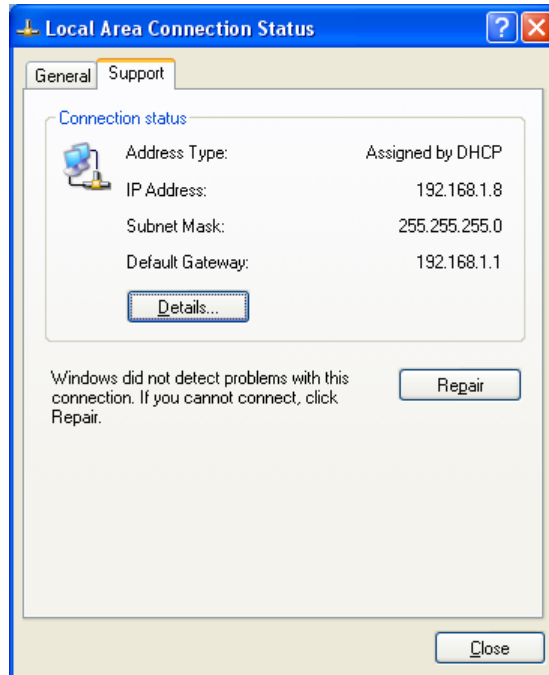 Local Area Connection Status
General Support
Connection status
Address Type: Assigned by DHCP
IP Address: 192.168.1.8
Subnet Mask: 255.255.255.0
Default Gateway: 192.168.1.1
Details...
Windows did not detect problems with this
connection. If you cannot connect, click
Repair.
Repair
Close